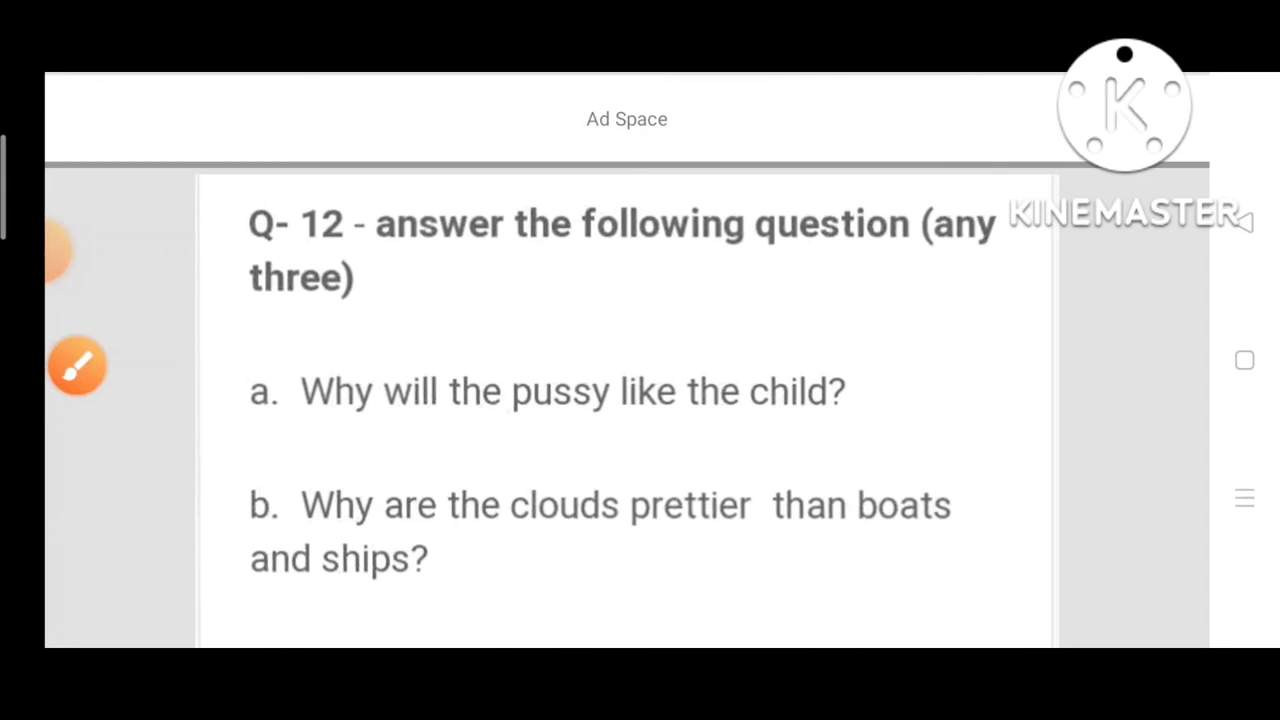 Ad Space
K
KINEMASTER
Q- 12 - answer the following question (any
three)
a. Why will the pussy like the child?
b. Why are the clouds prettier than boats
and ships?